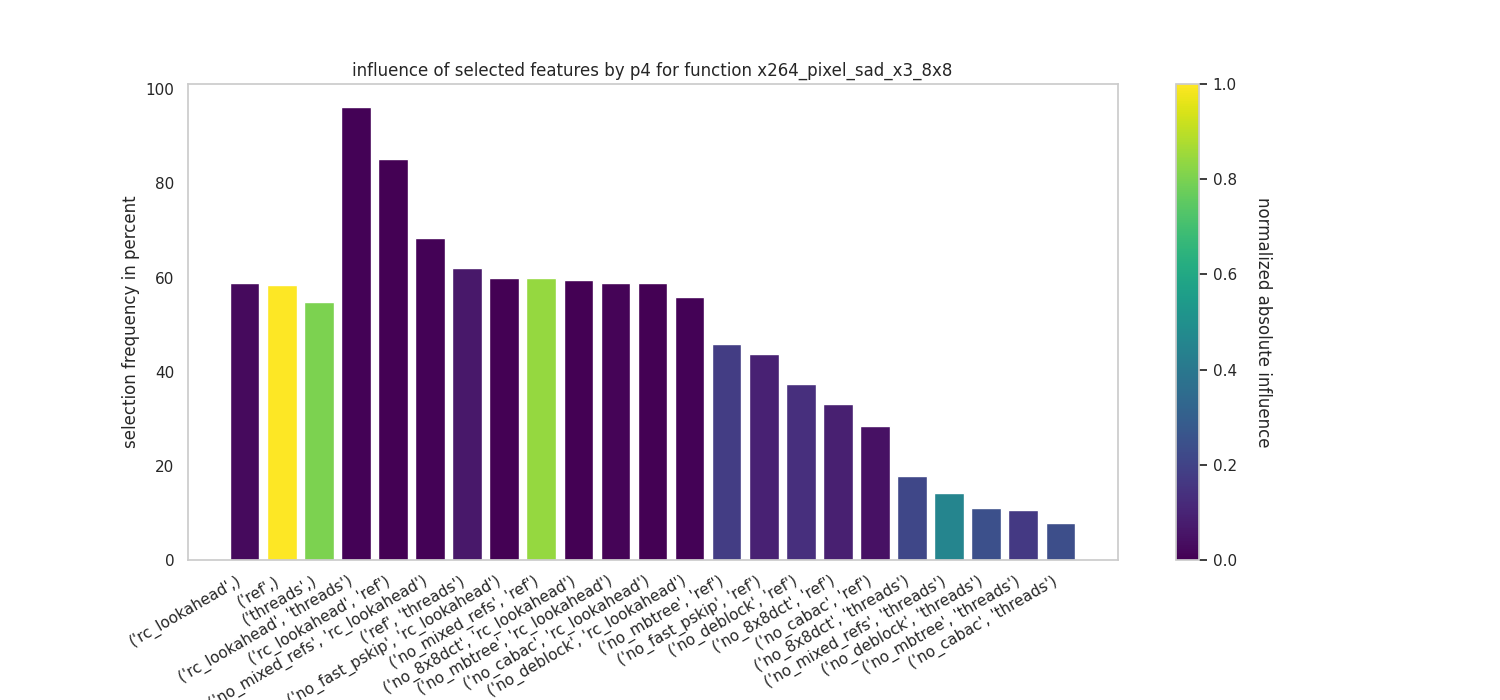 influence of selected features by p4 for function x264_pixel_sad_x3_8x8
selection frequency in percent
100
80
60
40
20
0
('rc_lookahead',)
('ref',)
('threads',)
('rc_lookahead', 'threads')
('rc_lookahead', 'ref')
('no_mixed_refs', 'rc_lookahead')
('ref', 'threads')
('no_fast_pskip', 'rc_lookahead')
('no_mixed_refs', 'ref')
('no_8x8dct', 'rc_lookahead')
('no_mbtree', 'rc_lookahead')
('no_cabac', 'rc_lookahead')
('no_deblock', 'rc_lookahead')
('no_mbtree', 'ref')
('no_fast_pskip', 'ref')
('no_deblock', 'ref')
('no_8x8dct', 'ref')
('no_cabac', 'ref')
('no_8x8dct', 'threads')
('no_mixed_refs', 'threads')
('no_deblock', 'threads')
('no_mbtree', 'threads')
('no_cabac', 'threads')
1.0
0.8
0.6
0.4
0.2
0.0
normalized absolute influence